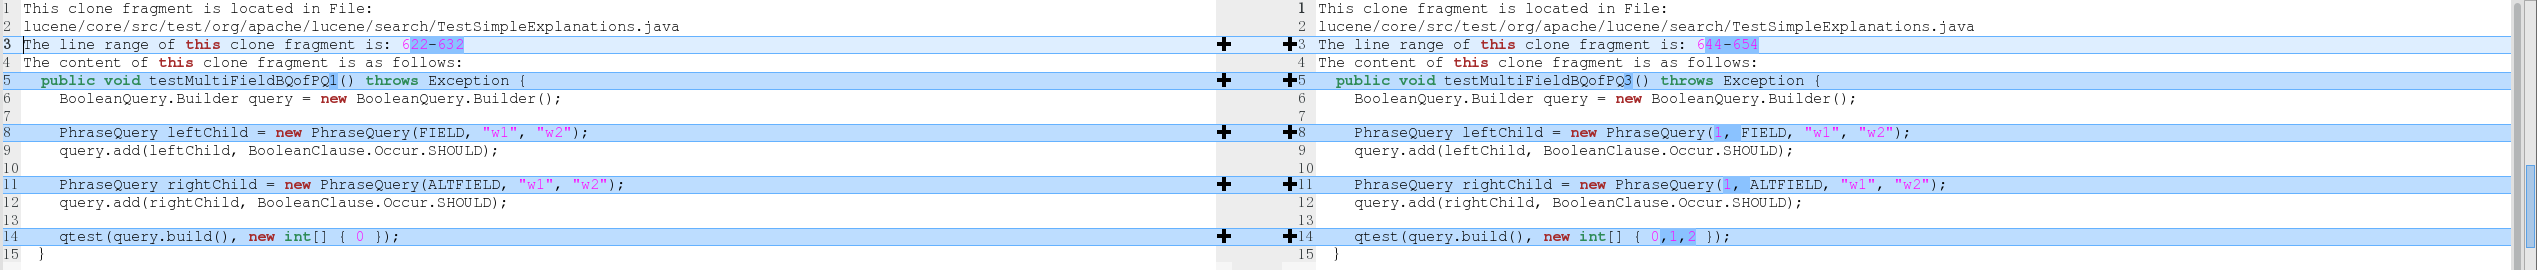 1 This clone fragment is located in File:
2 lucene/core/src/test/org/apache/lucene/search/TestSimpleExplanations.java
3 The line range of this clone fragment is: 622-632
4 The content of this clone fragment is as follows:
5   public void testMultiFieldBQofPQ1() throws Exception {
6     BooleanQuery.Builder query = new BooleanQuery.Builder();
7
8     PhraseQuery leftChild = new PhraseQuery(FIELD, "w1", "w2");
9     query.add(leftChild, BooleanClause.Occur.SHOULD);
10
11     PhraseQuery rightChild = new PhraseQuery(ALTFIELD, "w1", "w2");
12     query.add(rightChild, BooleanClause.Occur.SHOULD);
13
14     qtest(query.build(), new int[] { 0 });
15   }
1 This clone fragment is located in File:
2 lucene/core/src/test/org/apache/lucene/search/TestSimpleExplanations.java
3 The line range of this clone fragment is: 644-654
4 The content of this clone fragment is as follows:
5   public void testMultiFieldBQofPQ3() throws Exception {
6     BooleanQuery.Builder query = new BooleanQuery.Builder();
7
8     PhraseQuery leftChild = new PhraseQuery(1, FIELD, "w1", "w2");
9     query.add(leftChild, BooleanClause.Occur.SHOULD);
10
11     PhraseQuery rightChild = new PhraseQuery(1, ALTFIELD, "w1", "w2");
12     query.add(rightChild, BooleanClause.Occur.SHOULD);
13
14     qtest(query.build(), new int[] { 0,1,2 });
15   }